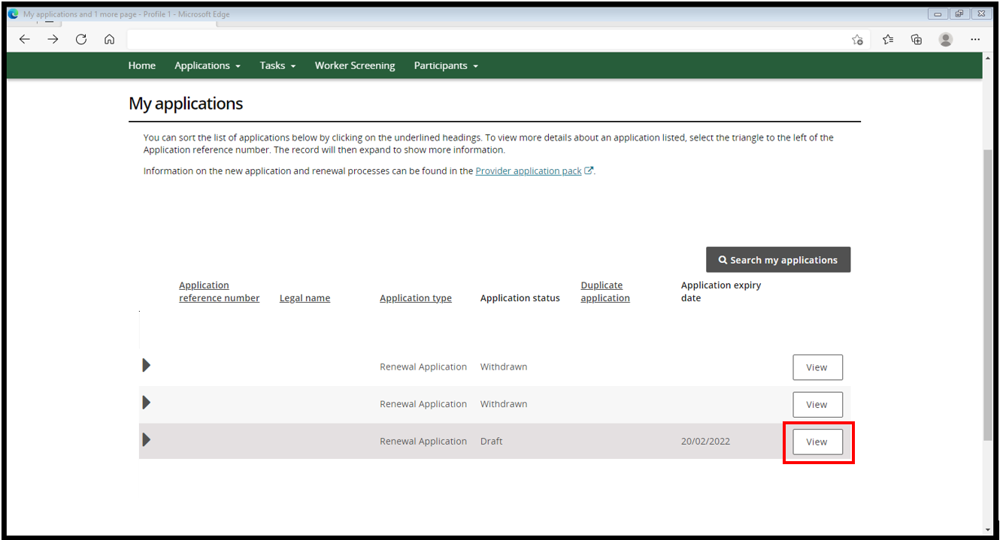 My applications and 1 more page - Profile 1 - Microsoft Edge
Home Applications Tasks Worker Screening Participants
My applications
You can sort the list of applications below by clicking on the underlined headings. To view more details about an application listed, select the triangle to the left of the
Application reference number. The record will then expand to show more information.
Information on the new application and renewal processes can be found in the Provider application pack.
Search my applications
Application Duplicate Application expiry
reference number Legal name Application type Application status application date
Renewal Application Withdrawn View
Renewal Application Withdrawn View
Renewal Application Draft 20/02/2022 View